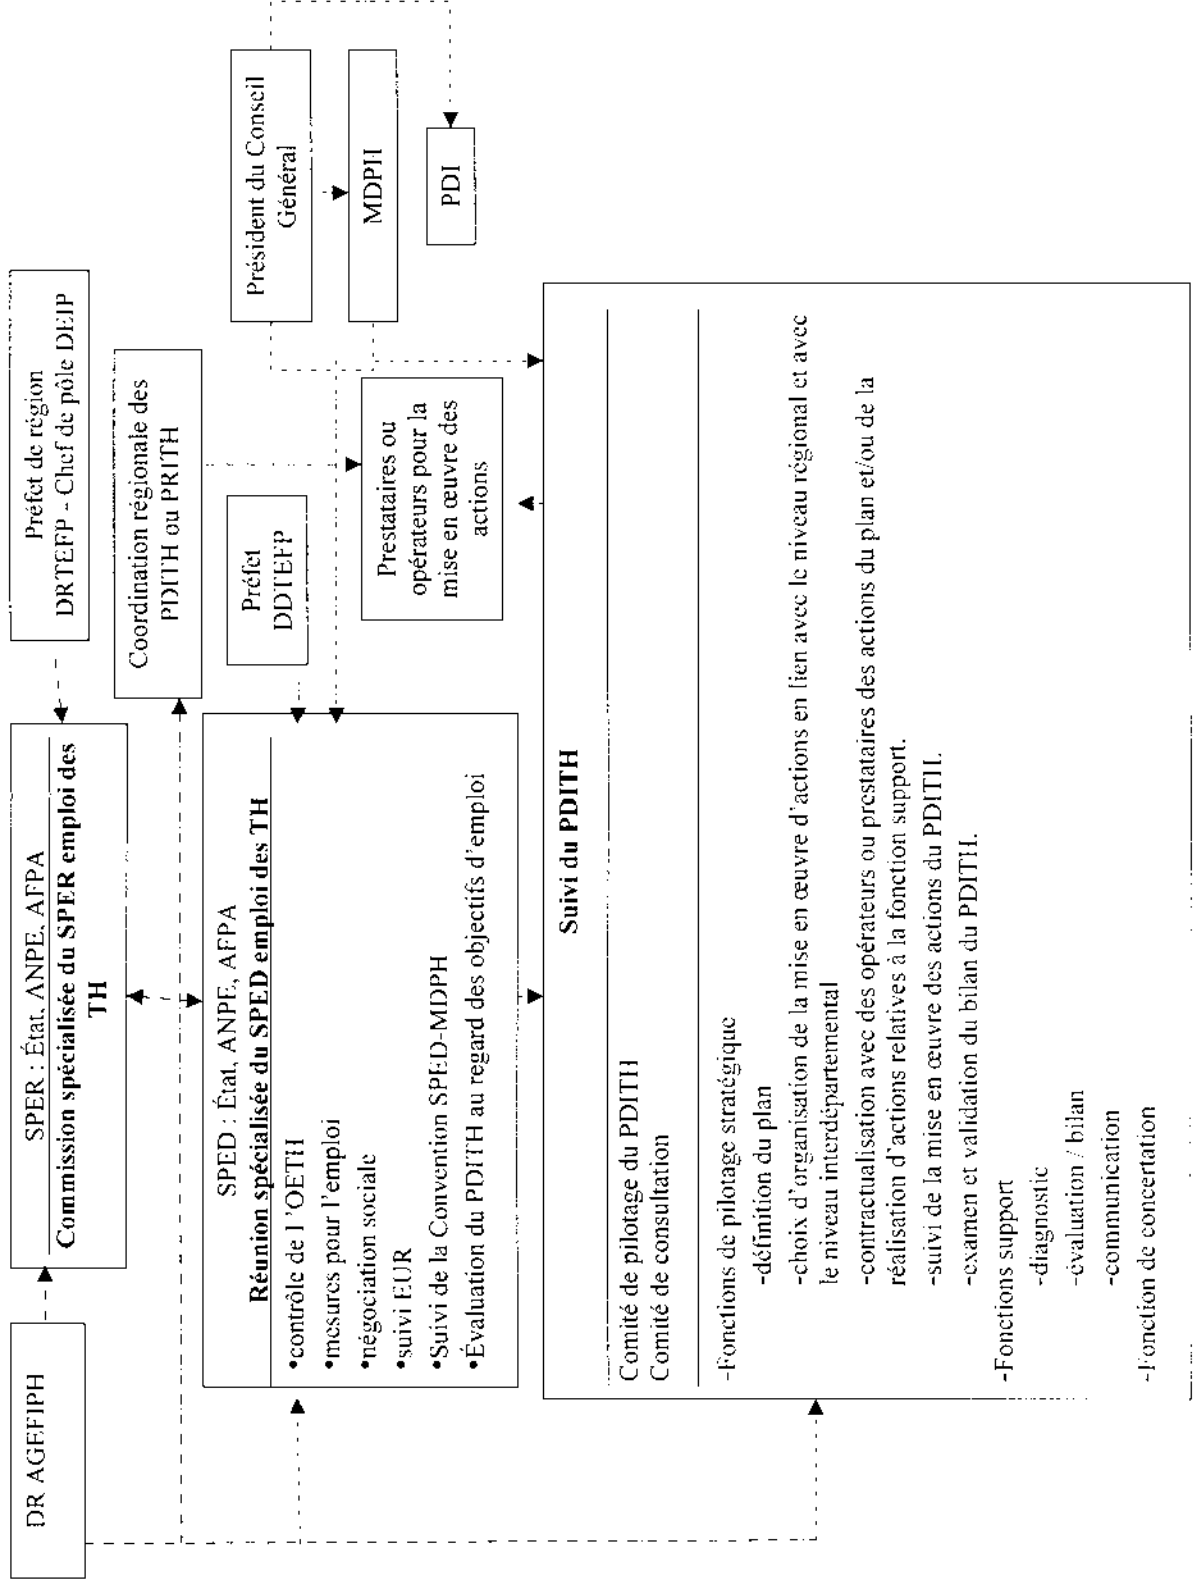 DR AGEFIPH
SPER : État, ANPE, AFPA
Commission spécialisée du SPER emploi des
TH
Préfet de région
DRTEFP - Chef de pôle DEIP
Coordination régionale des
PDITH ou PRITH
SPED : État, ANPE, AFPA
Réunion spécialisée du SPED emploi des TH
•contrôle de l'OETH
•mesures pour l'emploi
•négociation sociale
•suivi EUR
•Suivi de la Convention SPED-MDPH
•Évaluation du PDITH au regard des objectifs d'emploi
Préfet
DDTEFP
Président du Conseil
Général
MDPH
PDI
Prestataires ou
opérateurs pour la
mise en œuvre des
actions
Suivi du PDITH
Comité de pilotage du PDITH
Comité de consultation
-Fonctions de pilotage stratégique
-définition du plan
-choix d'organisation de la mise en œuvre d'actions en lien avec le niveau régional et avec
le niveau interdépartemental
-contractualisation avec des opérateurs ou prestataires des actions du plan et/ou de la
réalisation d'actions relatives à la fonction support.
-suivi de la mise en œuvre des actions du PDITH.
-examen et validation du bilan du PDITH.
-Fonctions support
-diagnostic
-évaluation / bilan
-communication
-Fonction de concertation